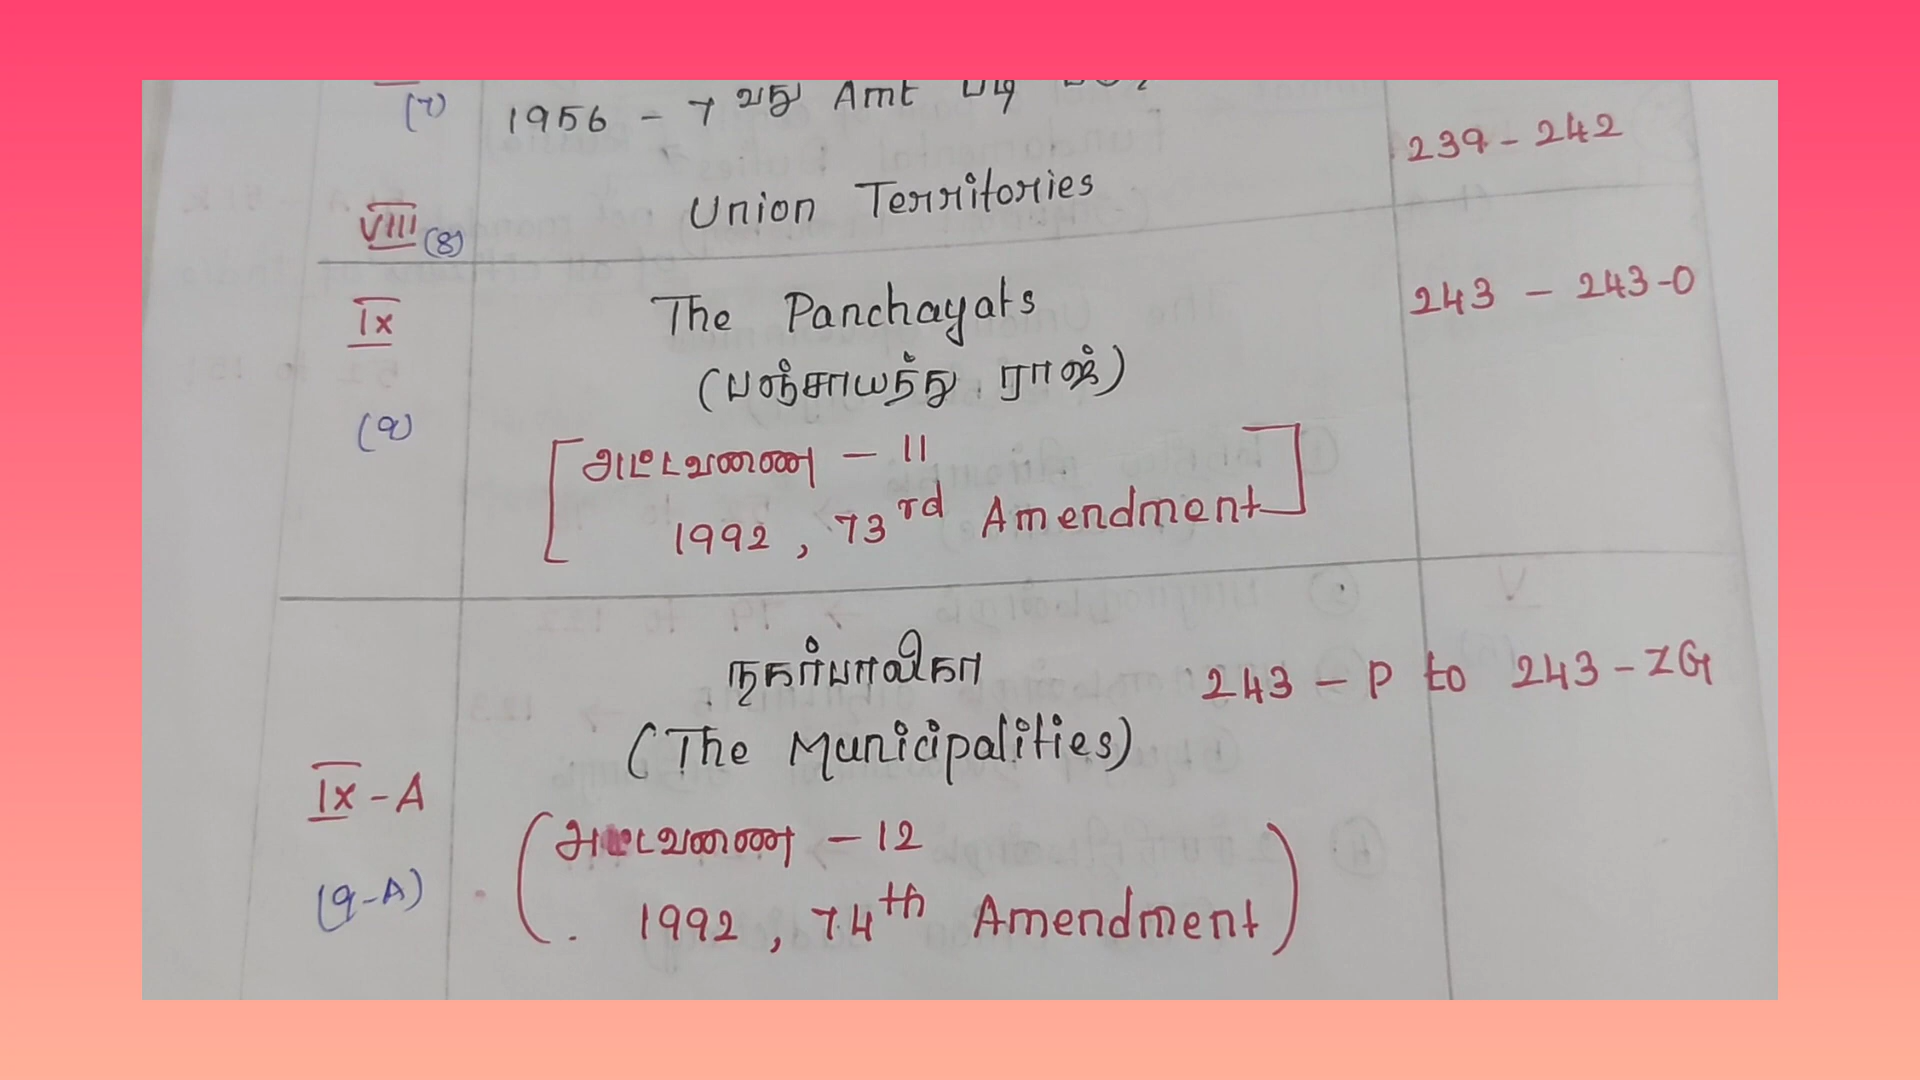 (7) 1956 - 7 வது Amt படி
239 - 242
VIII (8) Union Territories
IX The Panchayats 243 - 243-O
(பஞ்சாயத்து ராஜ்)
(9)
[அட்டவணை - 11
1992, 73rd Amendment]
நகர்பாலிகா 243 - P to 243 - ZG
(The Municipalities)
IX - A
(அட்டவணை - 12
(9-A)
1992, 74th Amendment)